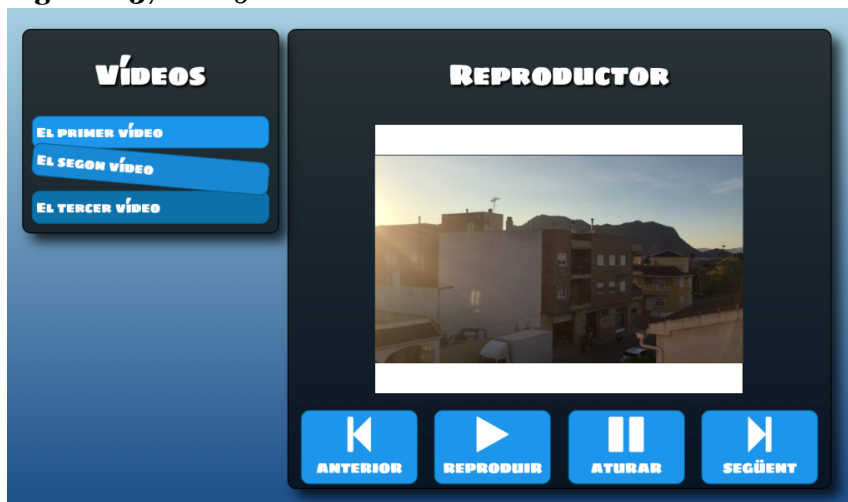 Vídeos
El primer vídeo
El segon vídeo
El tercer vídeo
Reproductor
Anterior
Reproduir
Aturar
Següent